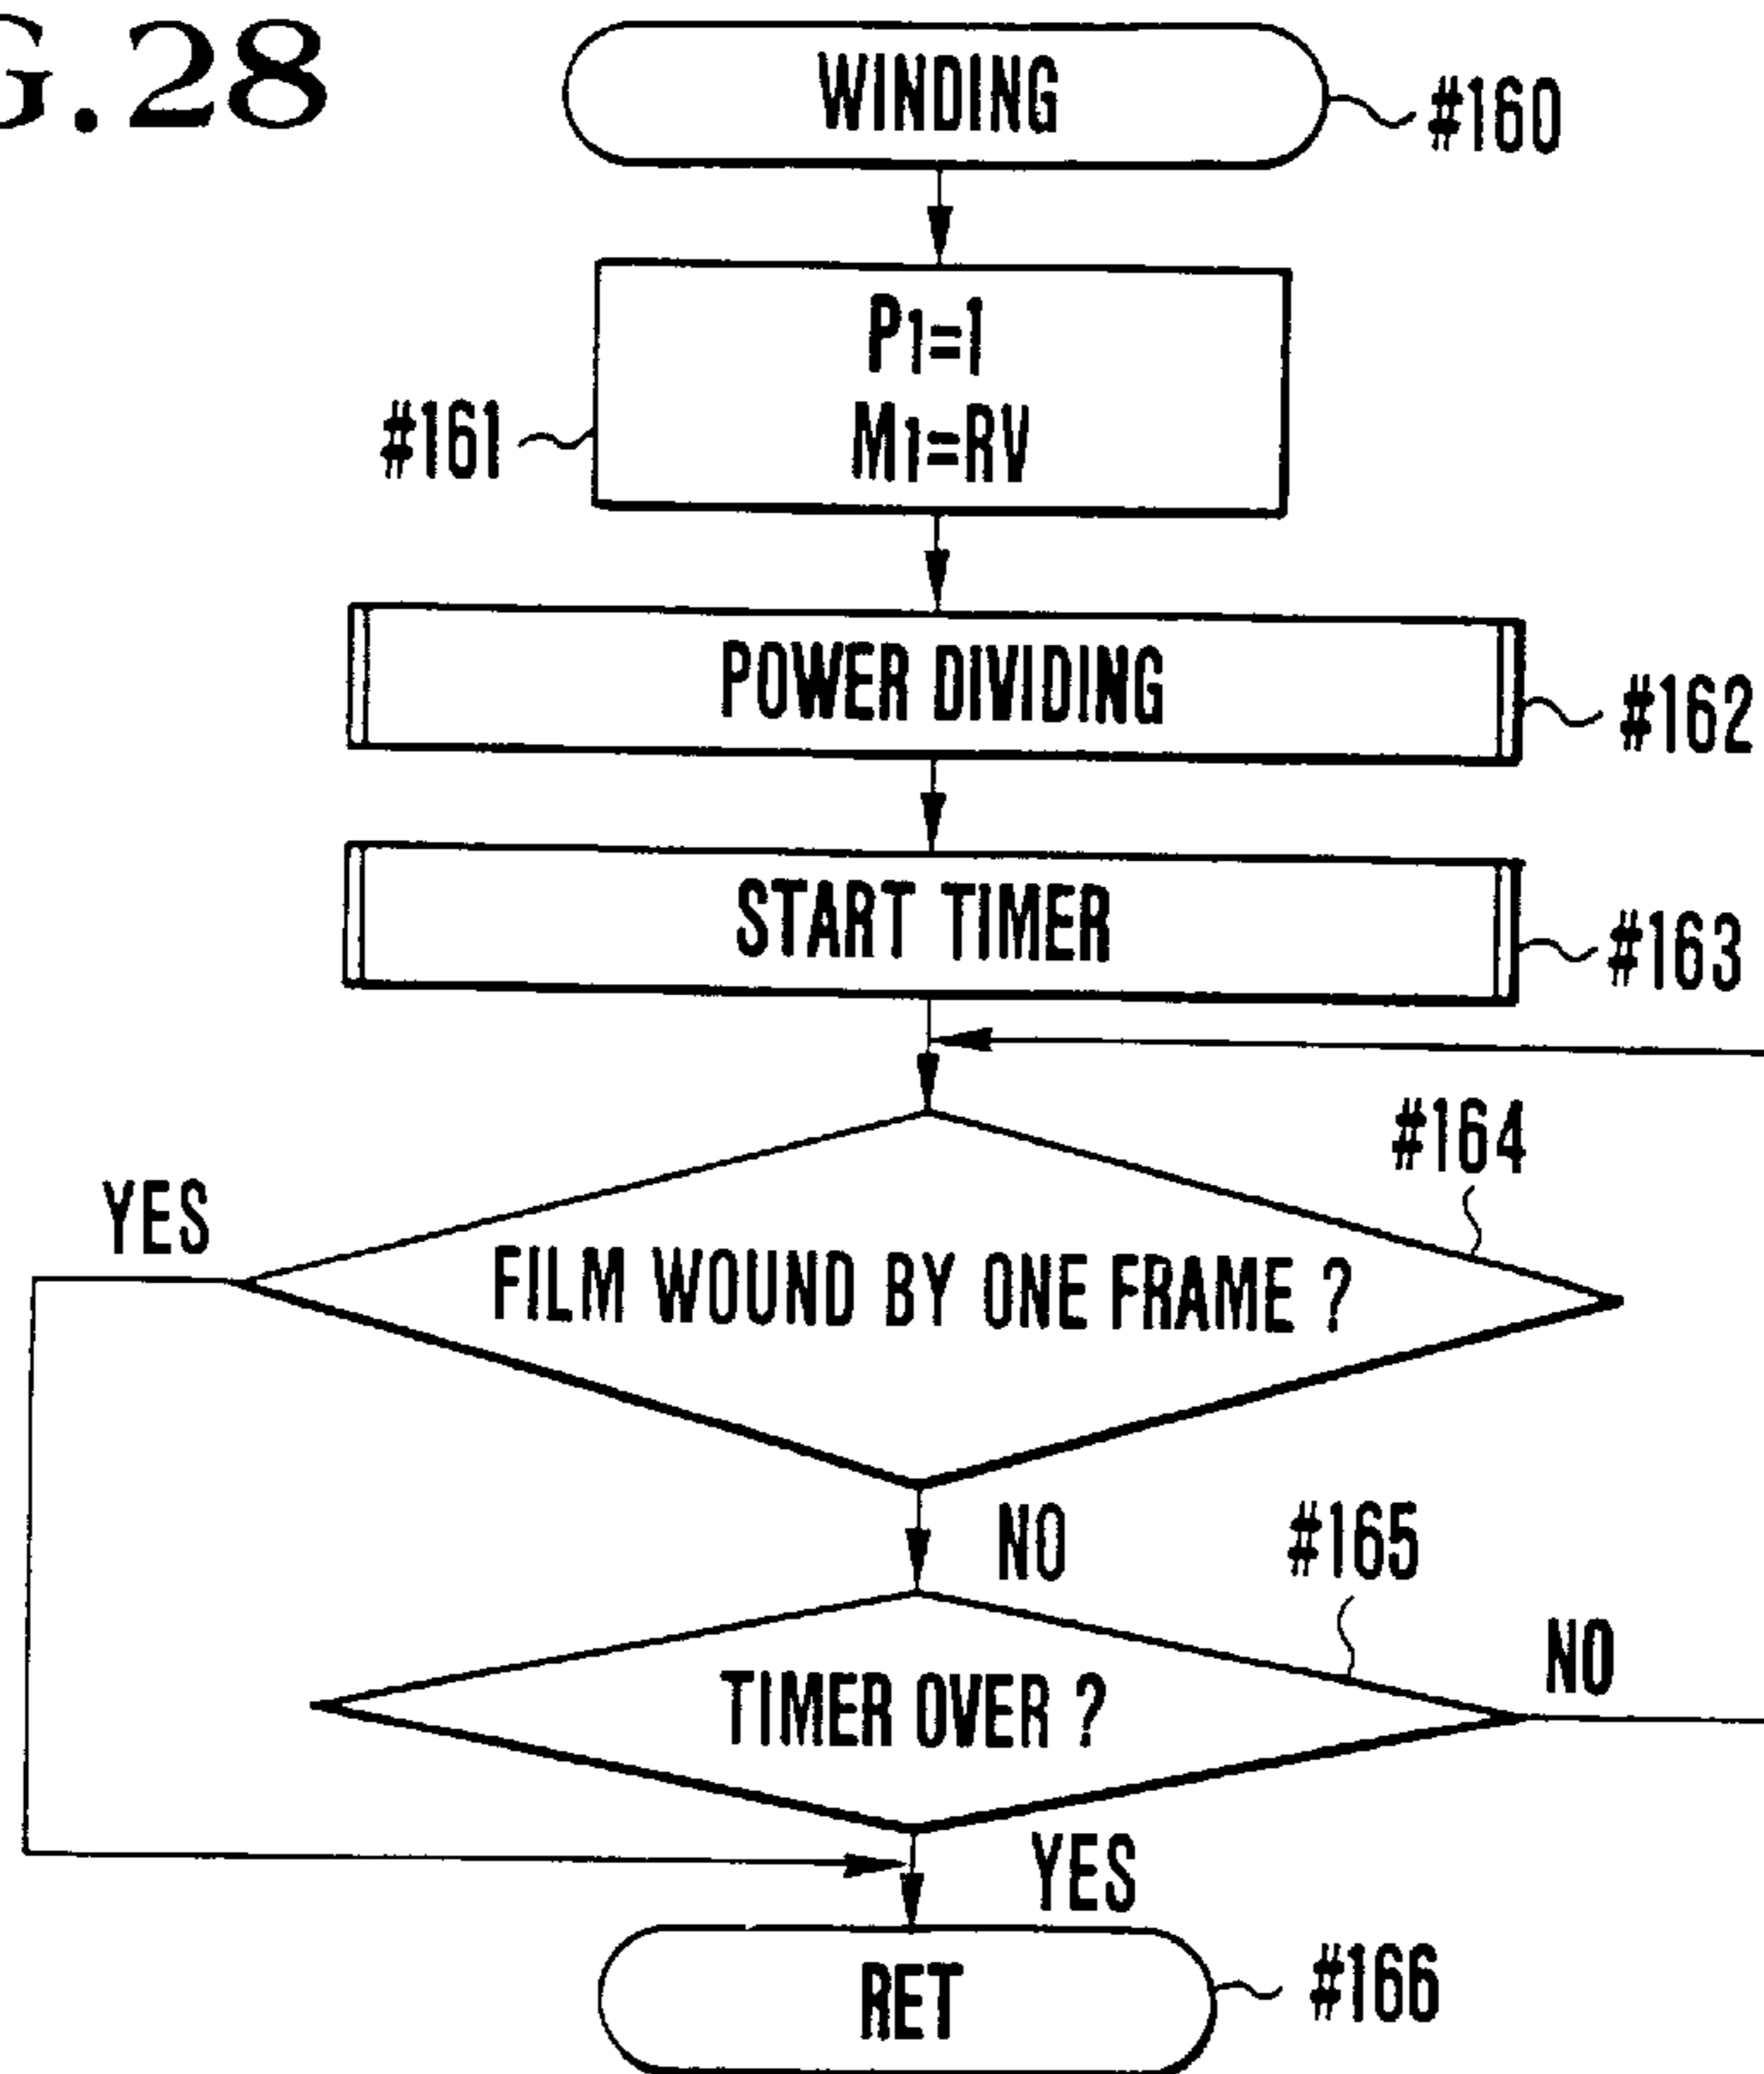 G.28
WINDING
#160
P1=1
M1=RV
#161
POWER DIVIDING
#162
START TIMER
#163
#164
YES
FILM WOUND BY ONE FRAME ?
NO
#165
NO
TIMER OVER ?
YES
RET
#166